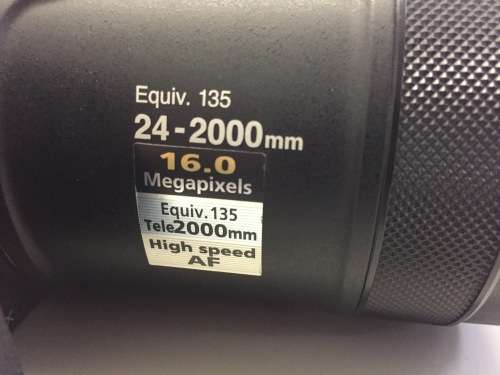 Equiv. 135
24-2000mm
16.0
Megapixels
Equiv.135
Tele2000mm
High speed
AF